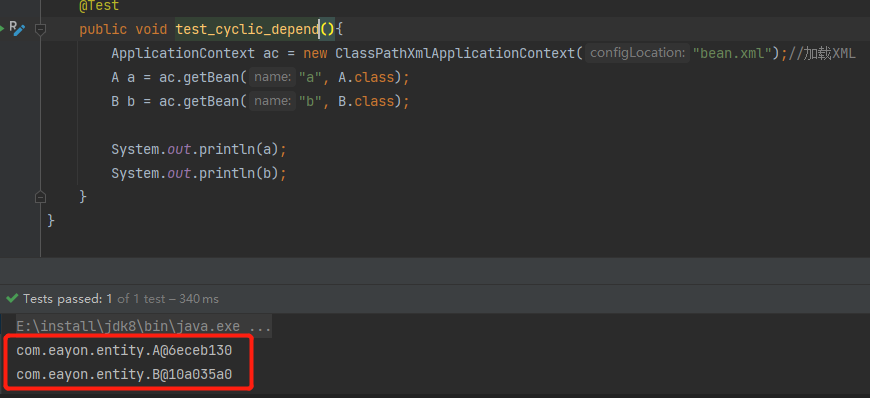 @Test
public void test_cyclic_depend(){
ApplicationContext ac = new ClassPathXmlApplicationContext( configLocation: "bean.xml");//加载XML
A a = ac.getBean( name: "a", A.class);
B b = ac.getBean( name: "b", B.class);
System.out.println(a);
System.out.println(b);
}
}
Tests passed: 1 of 1 test – 340 ms
E:\install\jdk8\bin\java.exe ...
com.eayon.entity.A@6eceb130
com.eayon.entity.B@10a035a0